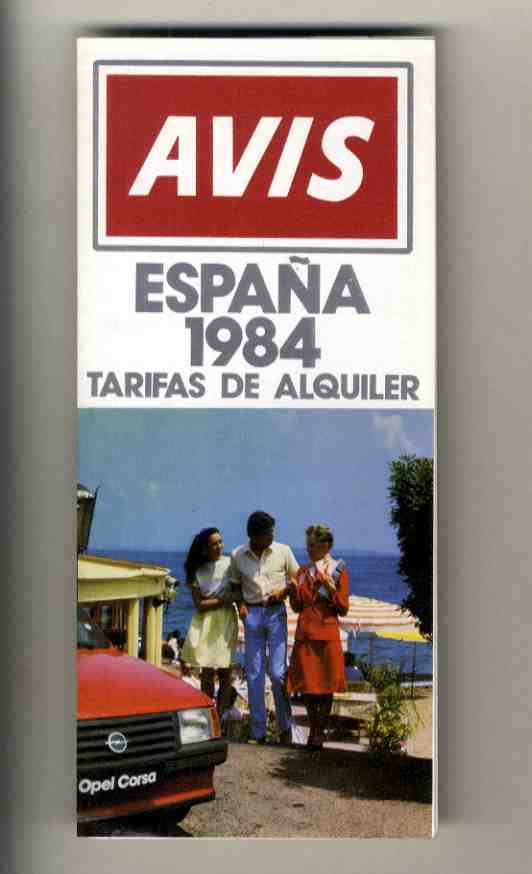 AVIS
ESPAÑA
1984
TARIFAS DE ALQUILER
Opel Corsa